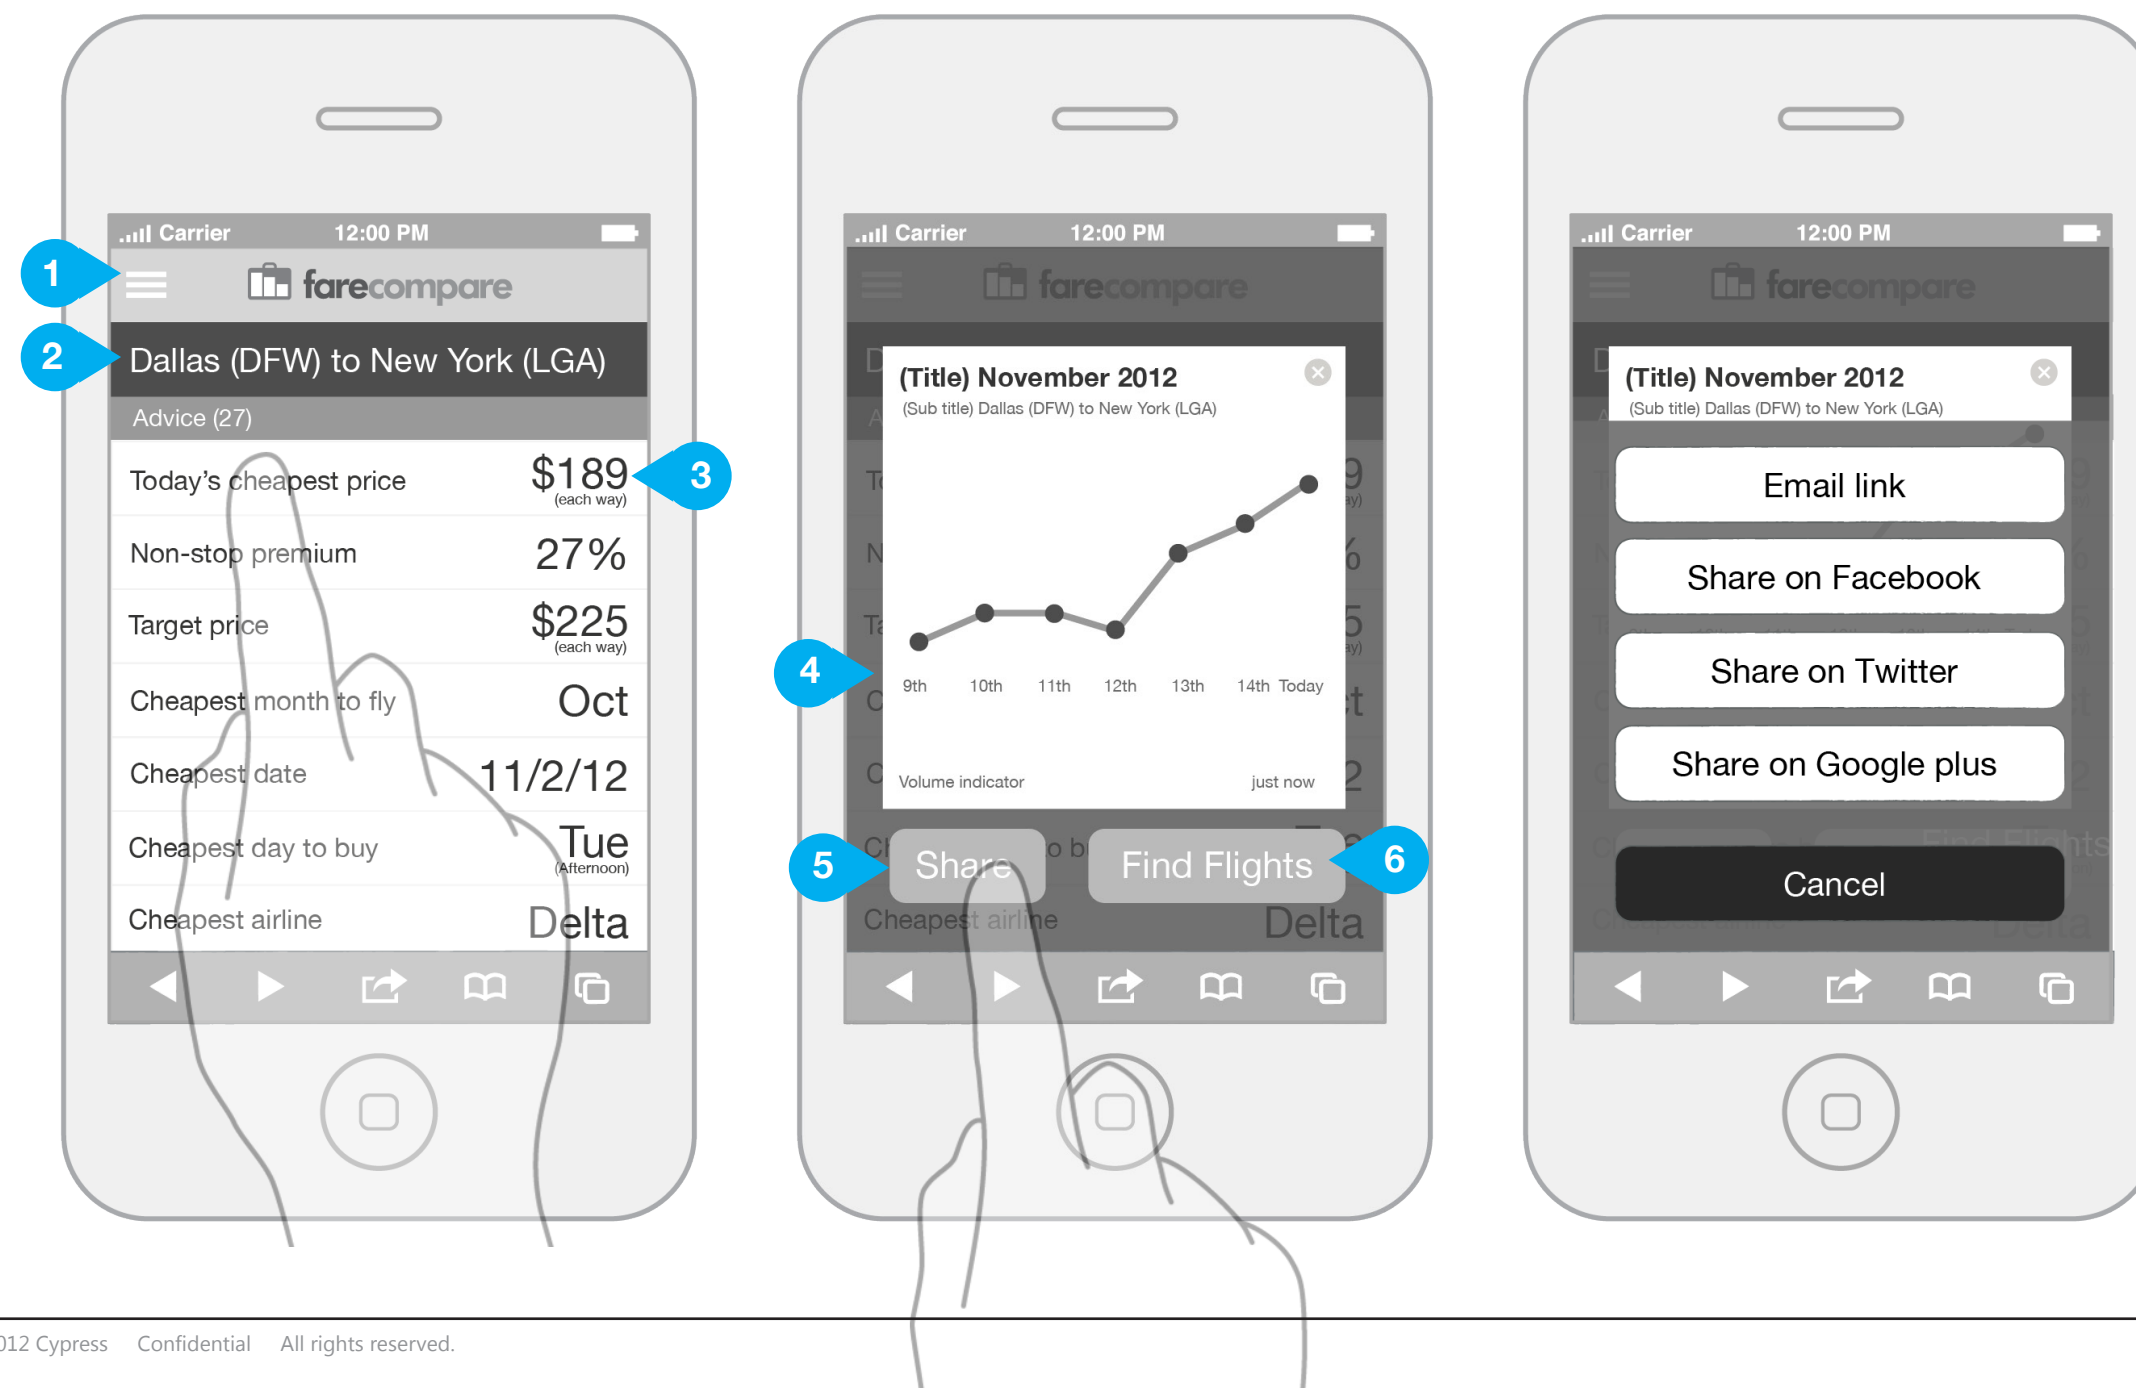 Carrier 12:00 PM
1
farecompare
2
Dallas (DFW) to New York (LGA)
Advice (27)
Today's cheapest price $189
(each way)
3
Non-stop premium 27%
Target price $225
(each way)
Cheapest month to fly Oct
Cheapest date 11/2/12
Cheapest day to buy Tue
(Afternoon)
Cheapest airline Delta
Carrier 12:00 PM
farecompare
(Title) November 2012
(Sub title) Dallas (DFW) to New York (LGA)
4
9th 10th 11th 12th 13th 14th Today
Volume indicator just now
5
Share
Find Flights
6
Cheapest airline Delta
Carrier 12:00 PM
farecompare
(Title) November 2012
(Sub title) Dallas (DFW) to New York (LGA)
Email link
Share on Facebook
Share on Twitter
Share on Google plus
Find Flights
Cancel
Delta
012 Cypress Confidential All rights reserved.